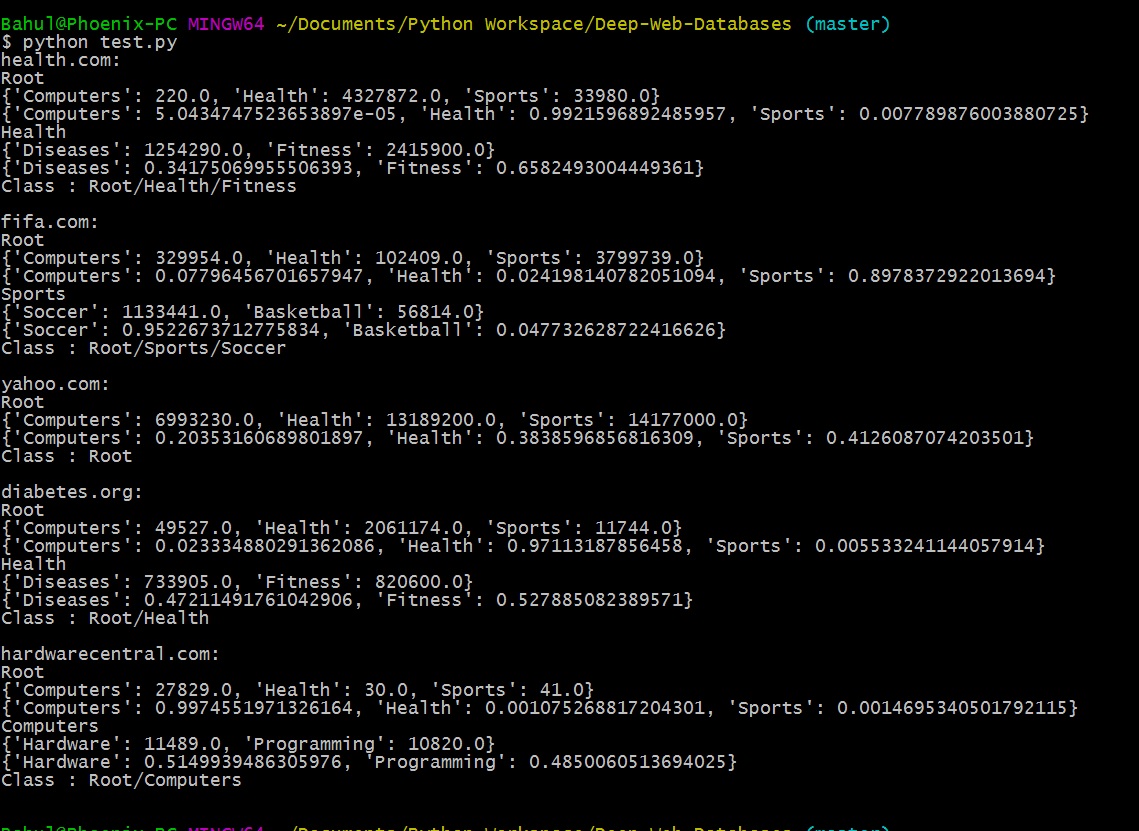 Bahul@Phoenix-PC MINGW64 ~/Documents/Python Workspace/Deep-Web-Databases (master)
$ python test.py
health.com:
Root
{'Computers': 220.0, 'Health': 4327872.0, 'Sports': 33980.0}
{'Computers': 5.0434747523653897e-05, 'Health': 0.9921596892485957, 'Sports': 0.007789876003880725}
Health
{'Diseases': 1254290.0, 'Fitness': 2415900.0}
{'Diseases': 0.34175069955506393, 'Fitness': 0.6582493004449361}
Class : Root/Health/Fitness

fifa.com:
Root
{'Computers': 329954.0, 'Health': 102409.0, 'Sports': 3799739.0}
{'Computers': 0.07796456701657947, 'Health': 0.024198140782051094, 'Sports': 0.8978372922013694}
Sports
{'Soccer': 1133441.0, 'Basketball': 56814.0}
{'Soccer': 0.9522673712775834, 'Basketball': 0.047732628722416626}
Class : Root/Sports/Soccer

yahoo.com:
Root
{'Computers': 6993230.0, 'Health': 13189200.0, 'Sports': 14177000.0}
{'Computers': 0.20353160689801897, 'Health': 0.3838596856816309, 'Sports': 0.4126087074203501}
Class : Root

diabetes.org:
Root
{'Computers': 49527.0, 'Health': 2061174.0, 'Sports': 11744.0}
{'Computers': 0.023334880291362086, 'Health': 0.97113187856458, 'Sports': 0.005533241144057914}
Health
{'Diseases': 733905.0, 'Fitness': 820600.0}
{'Diseases': 0.47211491761042906, 'Fitness': 0.527885082389571}
Class : Root/Health

hardwarecentral.com:
Root
{'Computers': 27829.0, 'Health': 30.0, 'Sports': 41.0}
{'Computers': 0.9974551971326164, 'Health': 0.001075268817204301, 'Sports': 0.0014695340501792115}
Computers
{'Hardware': 11489.0, 'Programming': 10820.0}
{'Hardware': 0.5149939486305976, 'Programming': 0.4850060513694025}
Class : Root/Computers

Bahul@Phoenix-PC MINGW64 ~/Documents/Python Workspace/Deep-Web-Databases (master)